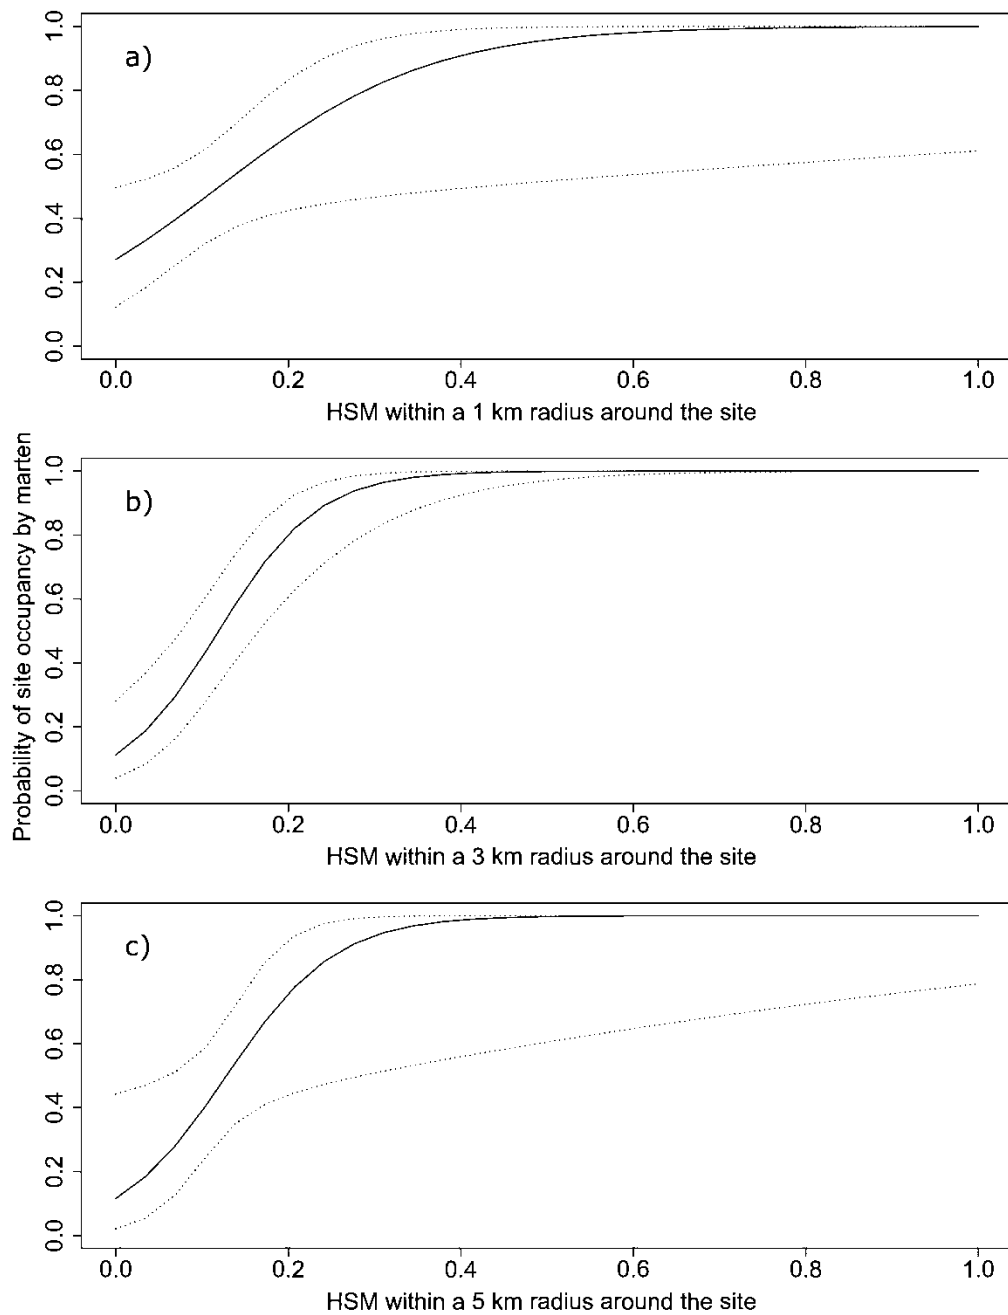 Probability of site occupancy by marten
a)
1.0
0.8
0.6
0.4
0.2
0.0
0.0 0.2 0.4 0.6 0.8 1.0
HSM within a 1 km radius around the site
b)
1.0
0.8
0.6
0.4
0.2
0.0
0.0 0.2 0.4 0.6 0.8 1.0
HSM within a 3 km radius around the site
c)
1.0
0.8
0.6
0.4
0.2
0.0
0.0 0.2 0.4 0.6 0.8 1.0
HSM within a 5 km radius around the site